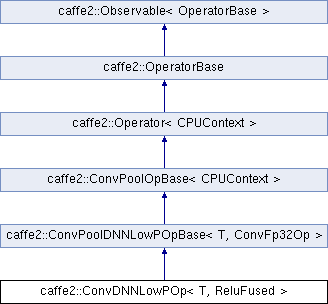 caffe2::Observable< OperatorBase >
caffe2::OperatorBase
caffe2::Operator< CPUContext >
caffe2::ConvPoolOpBase< CPUContext >
caffe2::ConvPoolDNNLowPOpBase< T, ConvFp32Op >
caffe2::ConvDNNLowPOp< T, ReluFused >